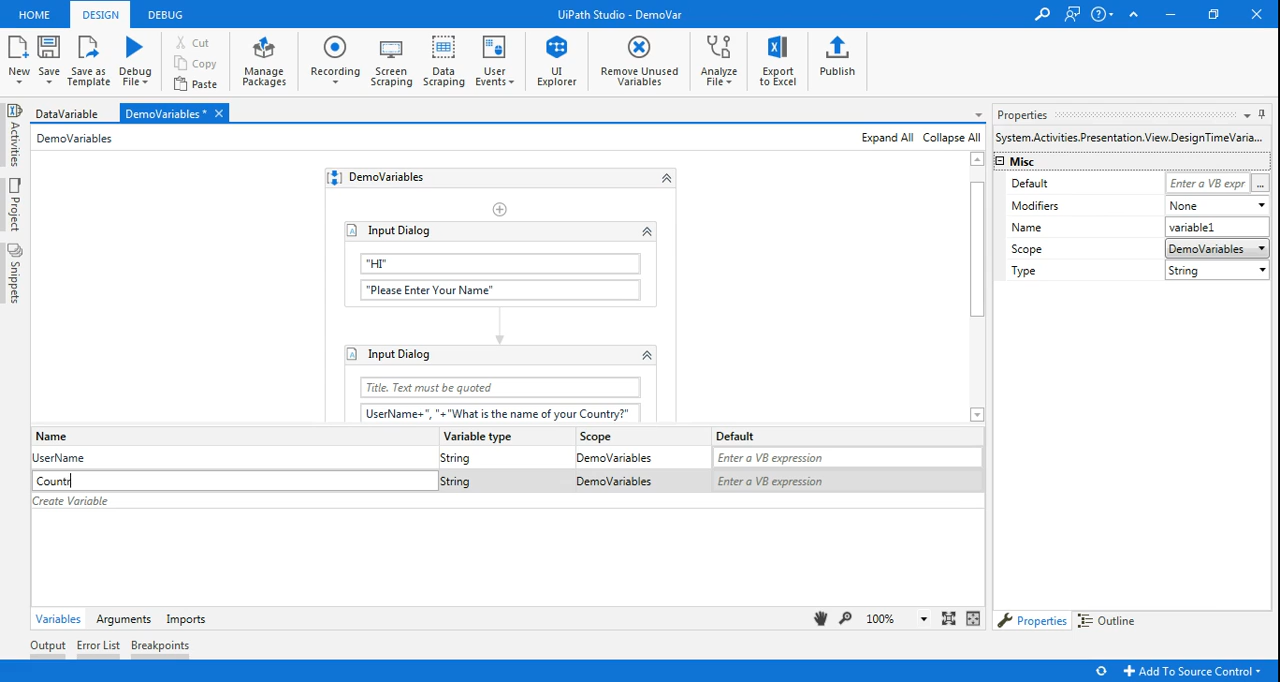 HOME DESIGN DEBUG UiPath Studio - DemoVar
New Save Save as Template Debug File Cut Copy Paste Manage Packages Recording Screen Scraping Data Scraping User Events UI Explorer Remove Unused Variables Analyze File Export to Excel Publish
DataVariable DemoVariables * Properties
DemoVariables Expand All Collapse All System.Activities.Presentation.View.DesignTimeVaria...
Activities
Project
Snippets
DemoVariables
Input Dialog
"HI"
"Please Enter Your Name"
Input Dialog
Title. Text must be quoted
UserName+", "+"What is the name of your Country?"
Misc
Default Enter a VB expr ...
Modifiers None
Name variable1
Scope DemoVariables
Type String
Name Variable type Scope Default
UserName String DemoVariables Enter a VB expression
Countr String DemoVariables Enter a VB expression
Create Variable
Variables Arguments Imports 100% Properties Outline
Output Error List Breakpoints
Add To Source Control